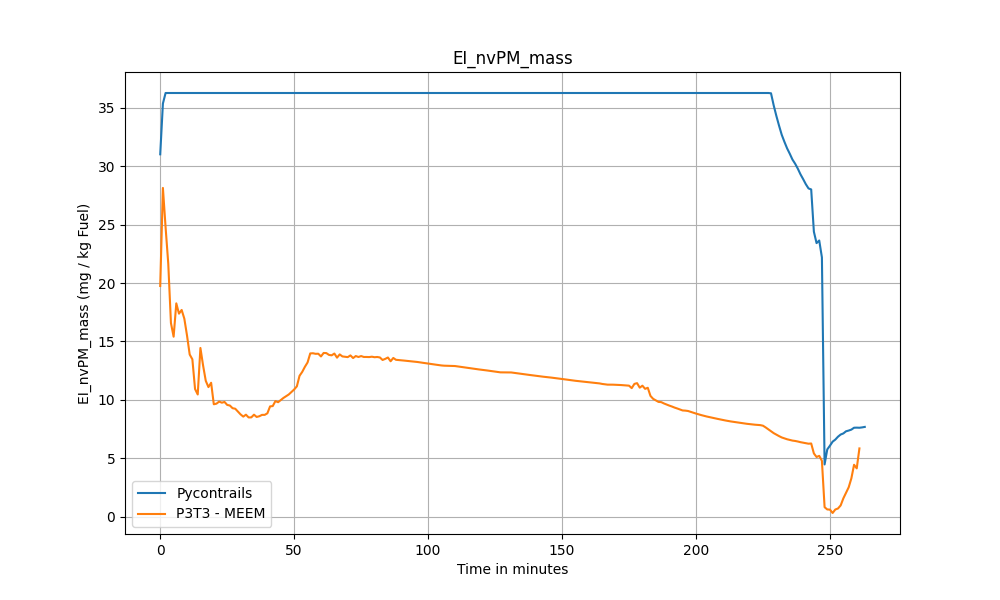 EI_nvPM_mass
EI_nvPM_mass (mg / kg Fuel)
35
30
25
20
15
10
5
0
Pycontrails
P3T3 - MEEM
0 50 100 150 200 250
Time in minutes